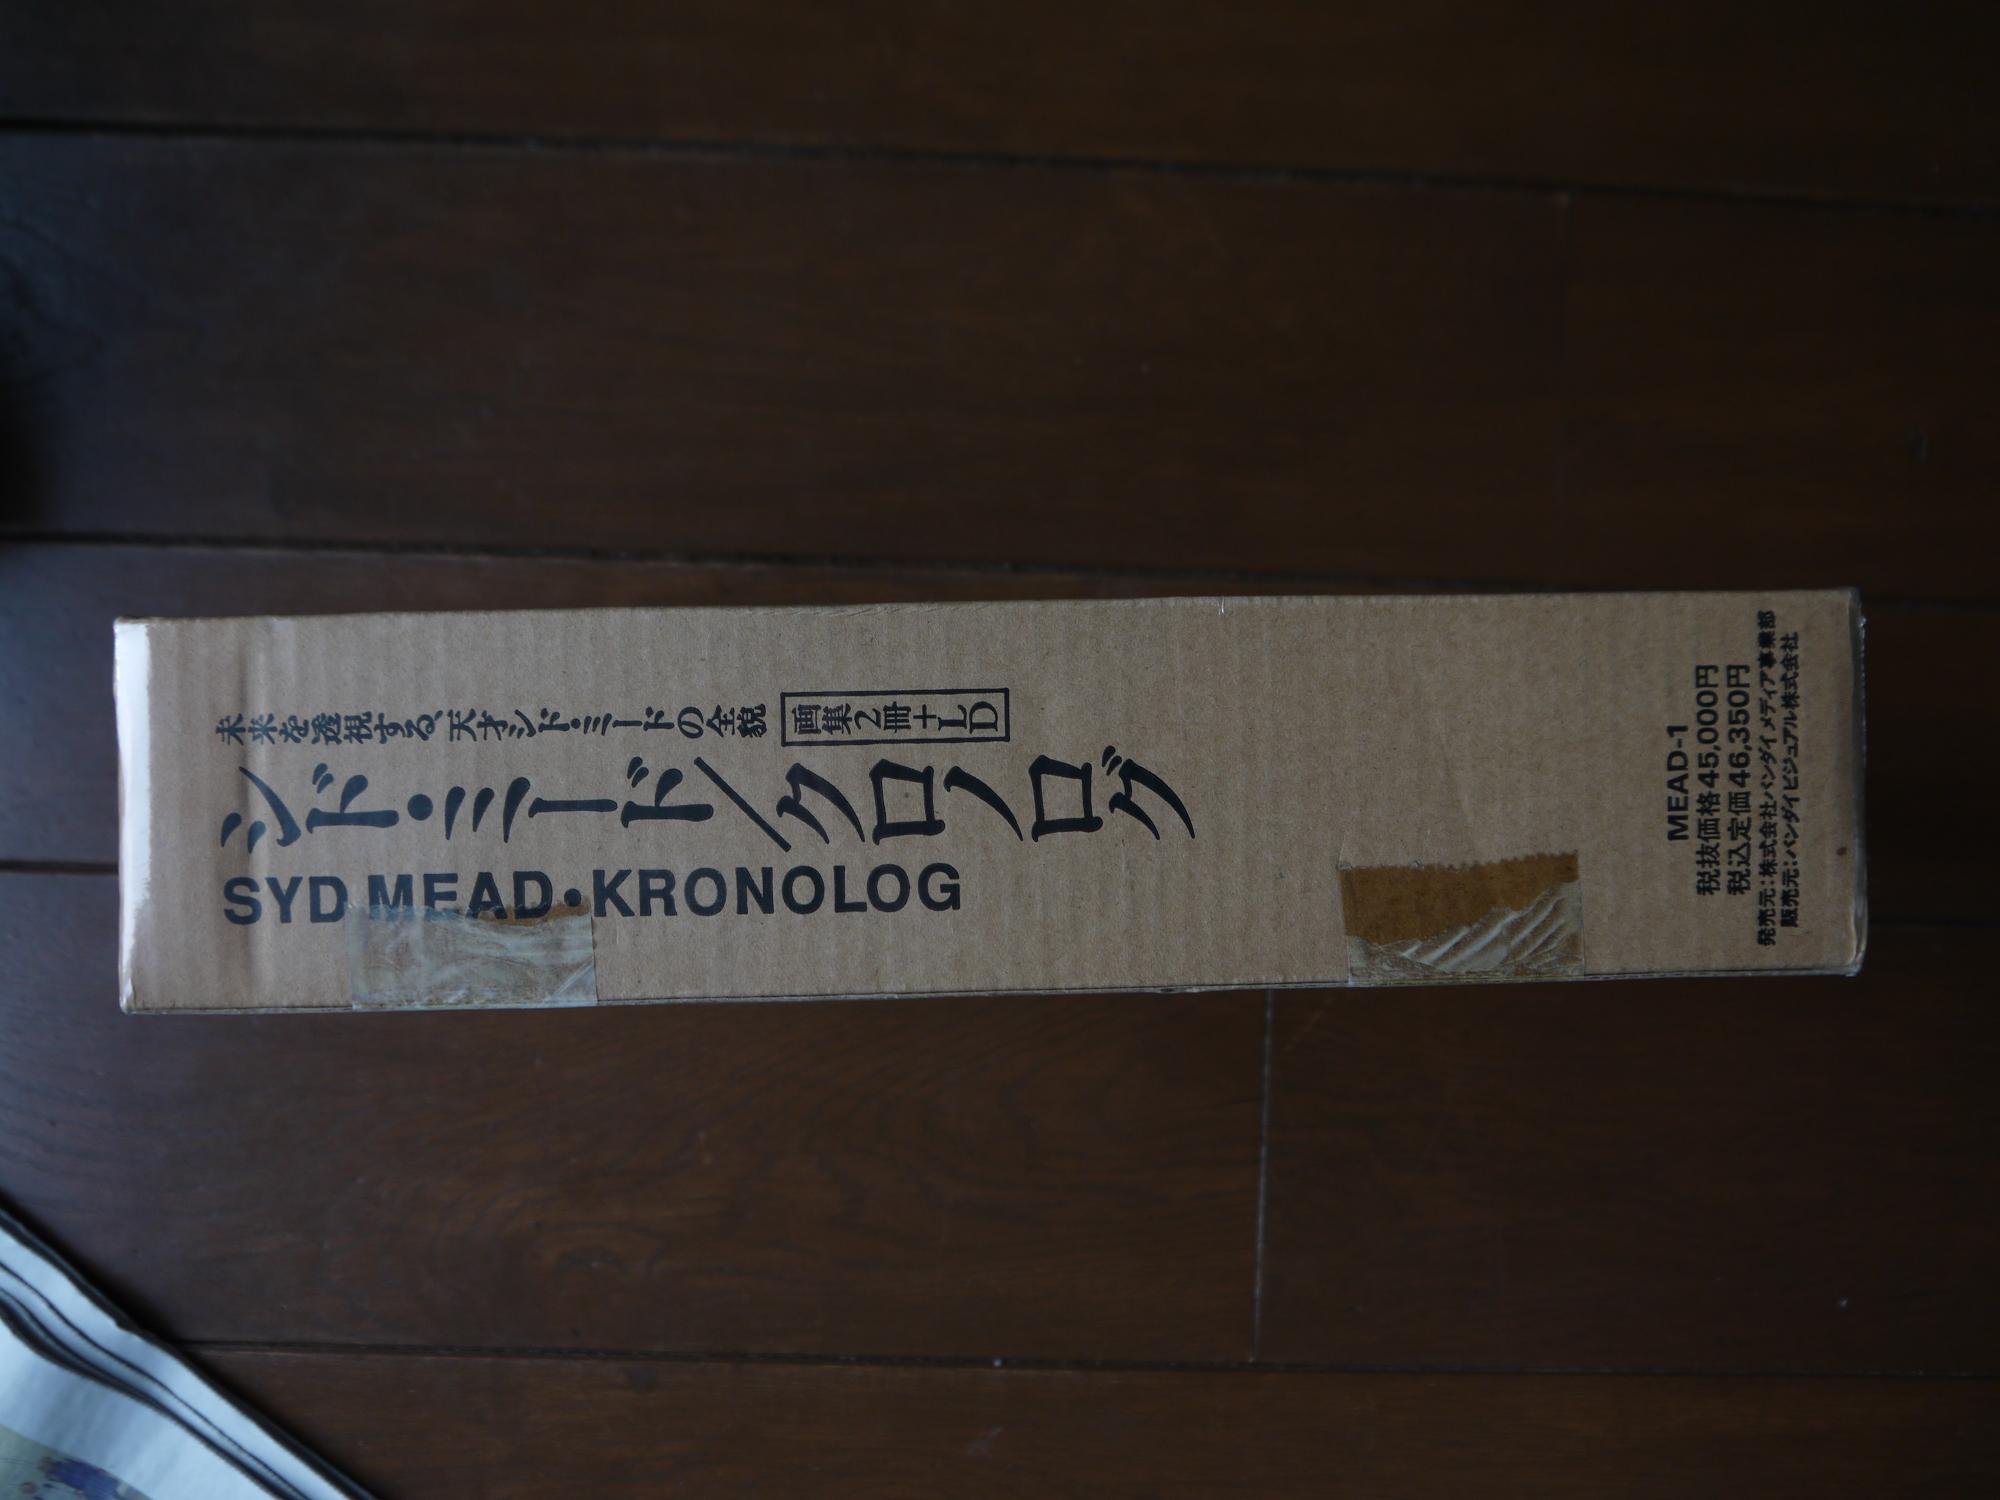 未来を透視する、天才シド・ミードの全貌 画集2冊+LD
シド・ミード/クロノログ
SYD MEAD・KRONOLOG
MEAD-1
税抜価格45,000円
税込定価46,350円
発売元:株式会社バンダイ メディア事業部
販売元:バンダイビジュアル株式会社